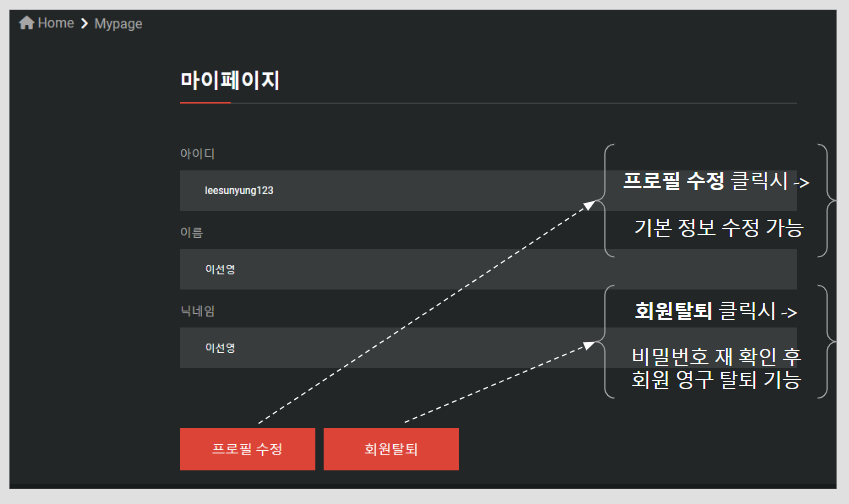 Home > Mypage
마이페이지
아이디
leesunyung123
프로필 수정 클릭시 ->
기본 정보 수정 가능
이름
이선영
닉네임
이선영
회원탈퇴 클릭시 ->
비밀번호 재 확인 후
회원 영구 탈퇴 기능
프로필 수정
회원탈퇴